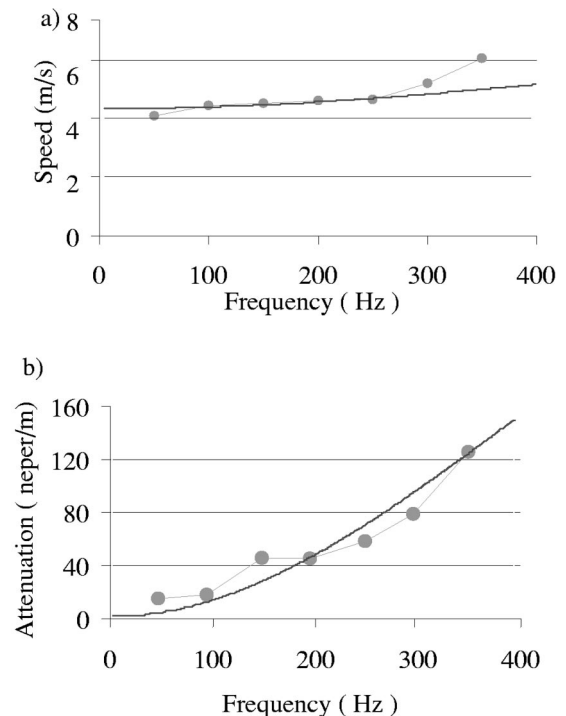 a)
Speed (m/s)
8
6
4
2
0
0 100 200 300 400
Frequency ( Hz )
b)
Attenuation ( neper/m)
160
120
80
40
0
0 100 200 300 400
Frequency ( Hz )